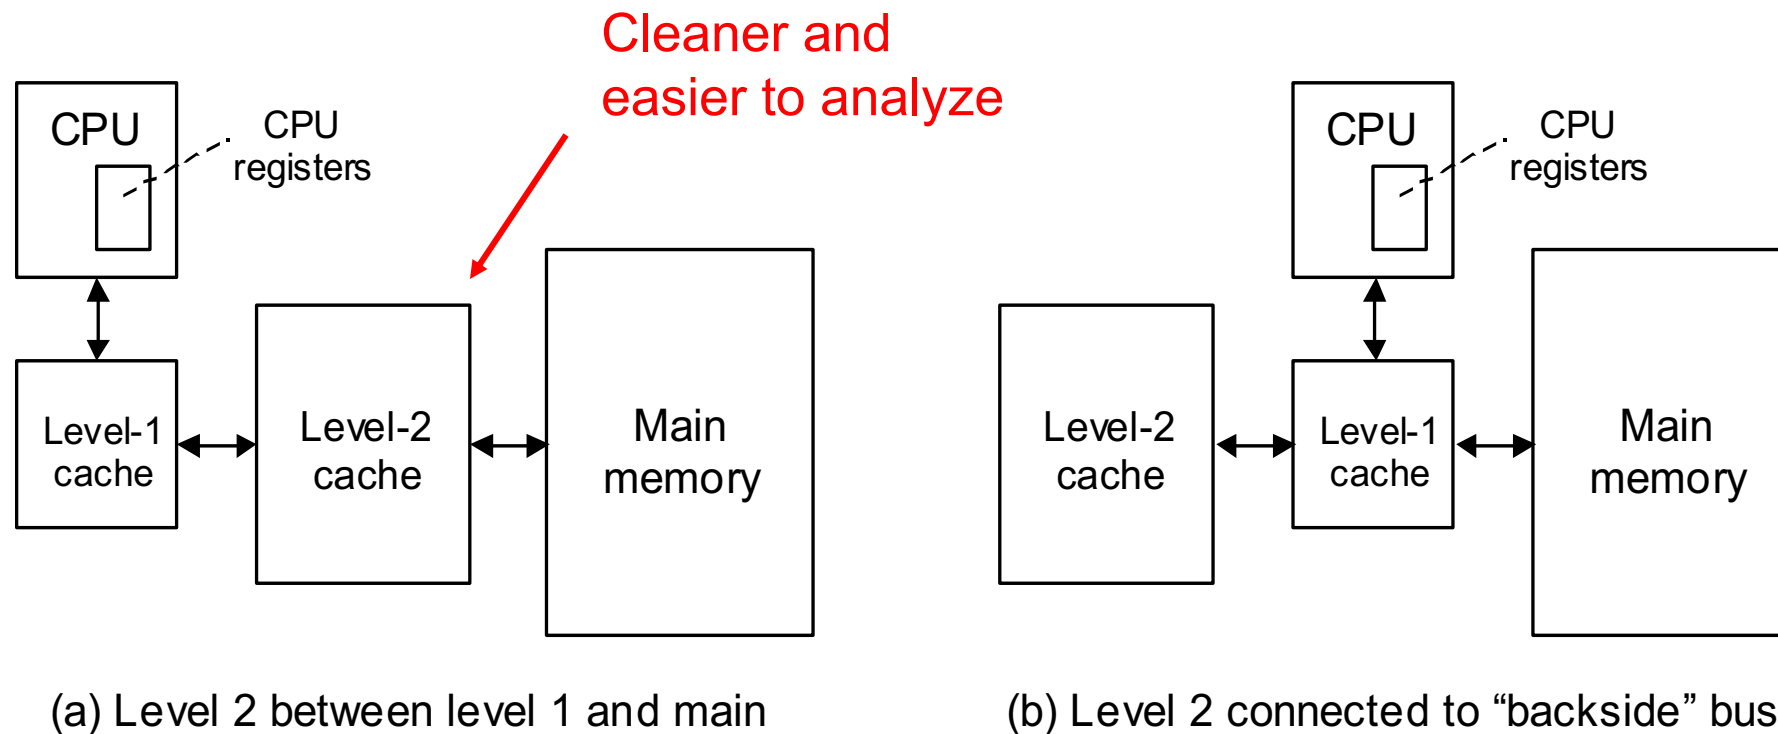 Cleaner and
easier to analyze
CPU
CPU
registers
Level-1
cache
Level-2
cache
Main
memory
(a) Level 2 between level 1 and main
CPU
CPU
registers
Level-2
cache
Level-1
cache
Main
memory
(b) Level 2 connected to “backside” bus